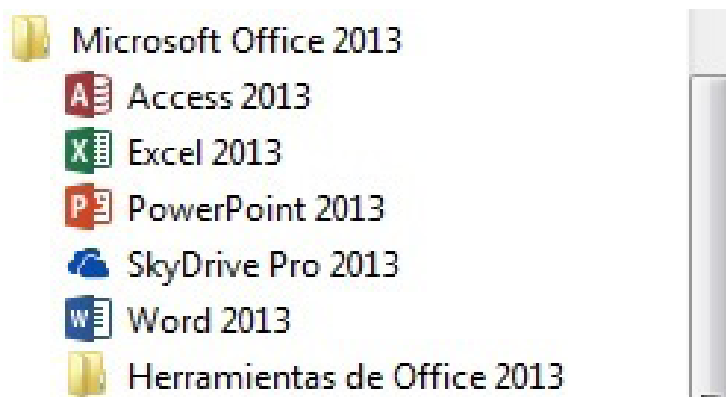 Microsoft Office 2013
Access 2013
Excel 2013
PowerPoint 2013
SkyDrive Pro 2013
Word 2013
Herramientas de Office 2013